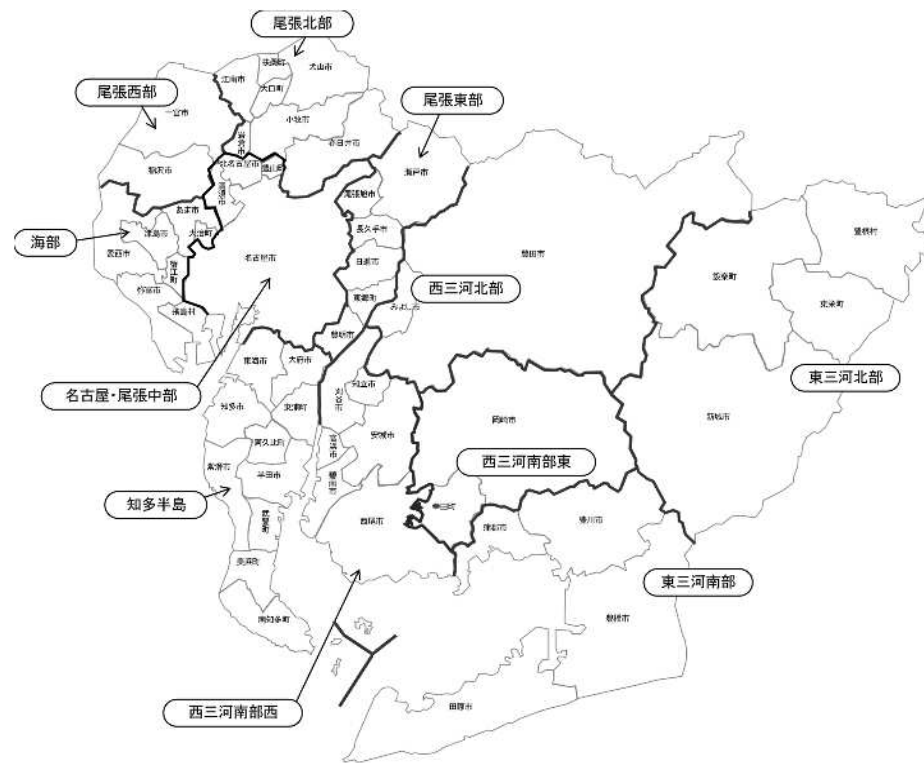 尾張北部
扶桑町
犬山市
江南市
大口町
尾張西部
一宮市
尾張東部
小牧市
岩倉市
春日井市
北名古屋市
豊山町
瀬戸市
稲沢市
清須市
尾張旭市
あま市
長久手市
豊根村
海部
津島市
大治町
豊田市
愛西市
名古屋市
日進市
設楽町
蟹江町
西三河北部
弥富市
東郷町
みよし市
東栄町
飛島村
豊明市
東海市
大府市
東三河北部
知立市
名古屋・尾張中部
刈谷市
知多市
東浦町
岡崎市
新城市
安城市
高浜市
阿久比町
西三河南部東
常滑市
半田市
碧南市
知多半島
幸田町
武豊町
西尾市
蒲郡市
豊川市
美浜町
東三河南部
南知多町
豊橋市
西三河南部西
田原市